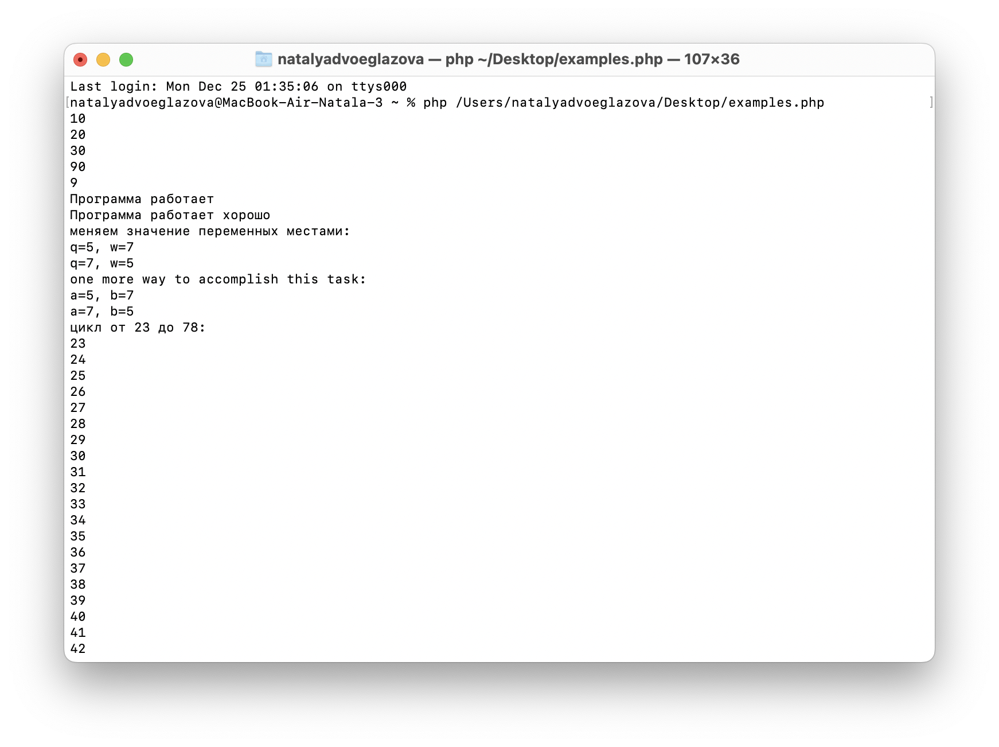 natalyadvoeglazova — php ~/Desktop/examples.php — 107×36
Last login: Mon Dec 25 01:35:06 on ttys000
[natalyadvoeglazova@MacBook-Air-Natala-3 ~ % php /Users/natalyadvoeglazova/Desktop/examples.php ]
10
20
30
90
9
Программа работает
Программа работает хорошо
меняем значение переменных местами:
q=5, w=7
q=7, w=5
one more way to accomplish this task:
a=5, b=7
a=7, b=5
цикл от 23 до 78:
23
24
25
26
27
28
29
30
31
32
33
34
35
36
37
38
39
40
41
42